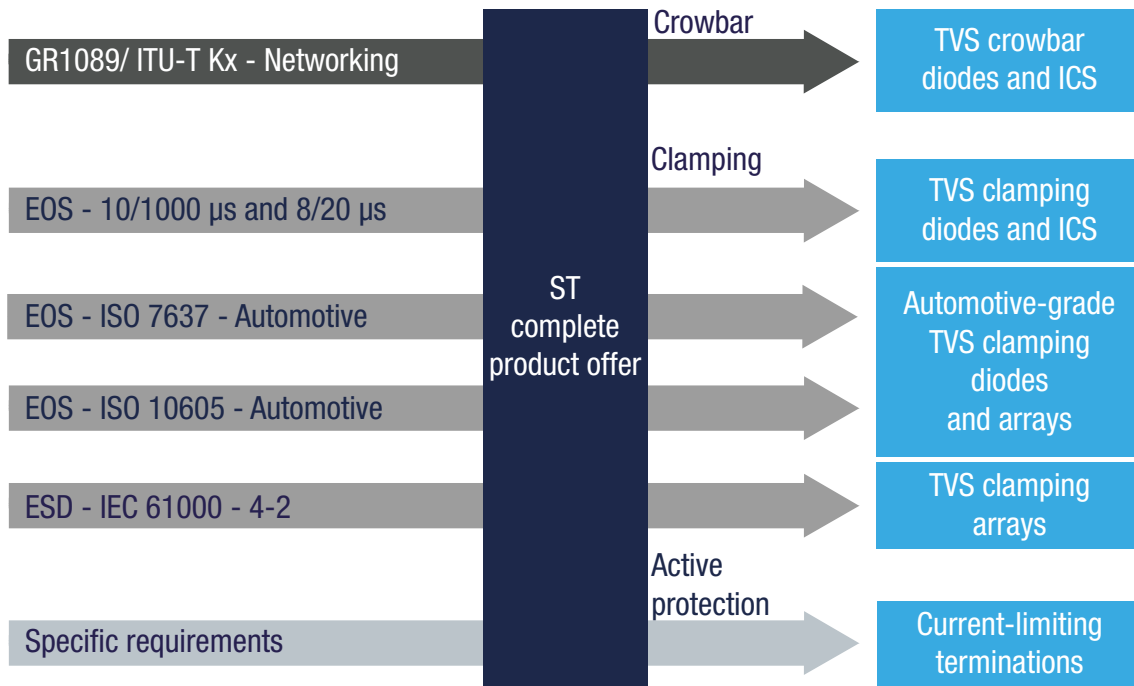 Crowbar
GR1089/ ITU-T Kx - Networking
TVS crowbar
diodes and ICS
Clamping
EOS - 10/1000 µs and 8/20 µs
TVS clamping
diodes and ICS
ST
complete
product offer
EOS - ISO 7637 - Automotive
Automotive-grade
TVS clamping
diodes
and arrays
EOS - ISO 10605 - Automotive
ESD - IEC 61000 - 4-2
TVS clamping
arrays
Active
protection
Specific requirements
Current-limiting
terminations